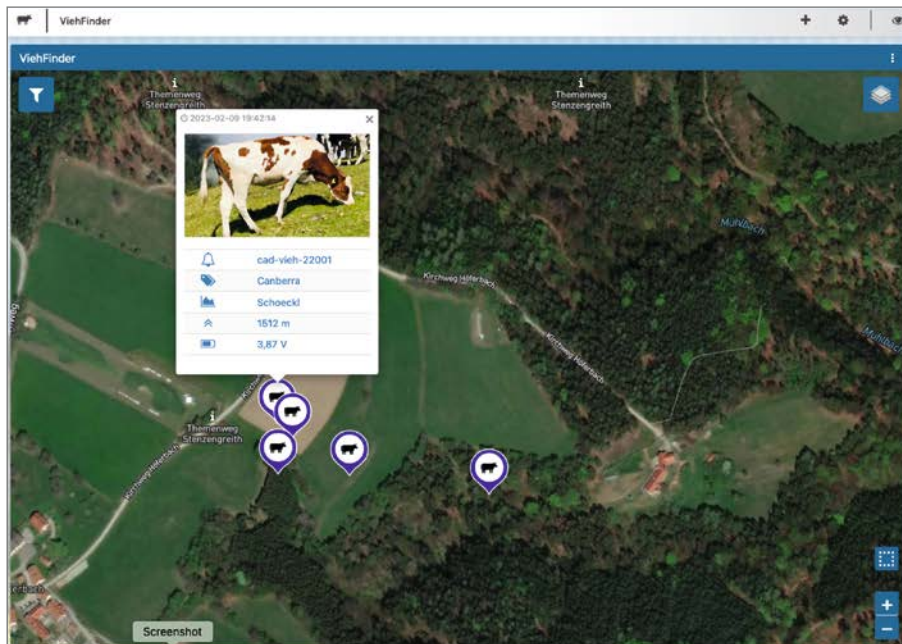 ViehFinder
ViehFinder
Themenweg
Stenzengreith
Themenweg
Stenzengreith
2023-02-09 19:42:14
cad-vieh-22001
Canberra
Schoeckl
1512 m
3,87 V
Mühlbach
Kirchweg Höferbach
Kirchweg Höferbach
Mühlbach
Themenweg
Stenzengreith
Kirchweg Höferbach
Screenshot